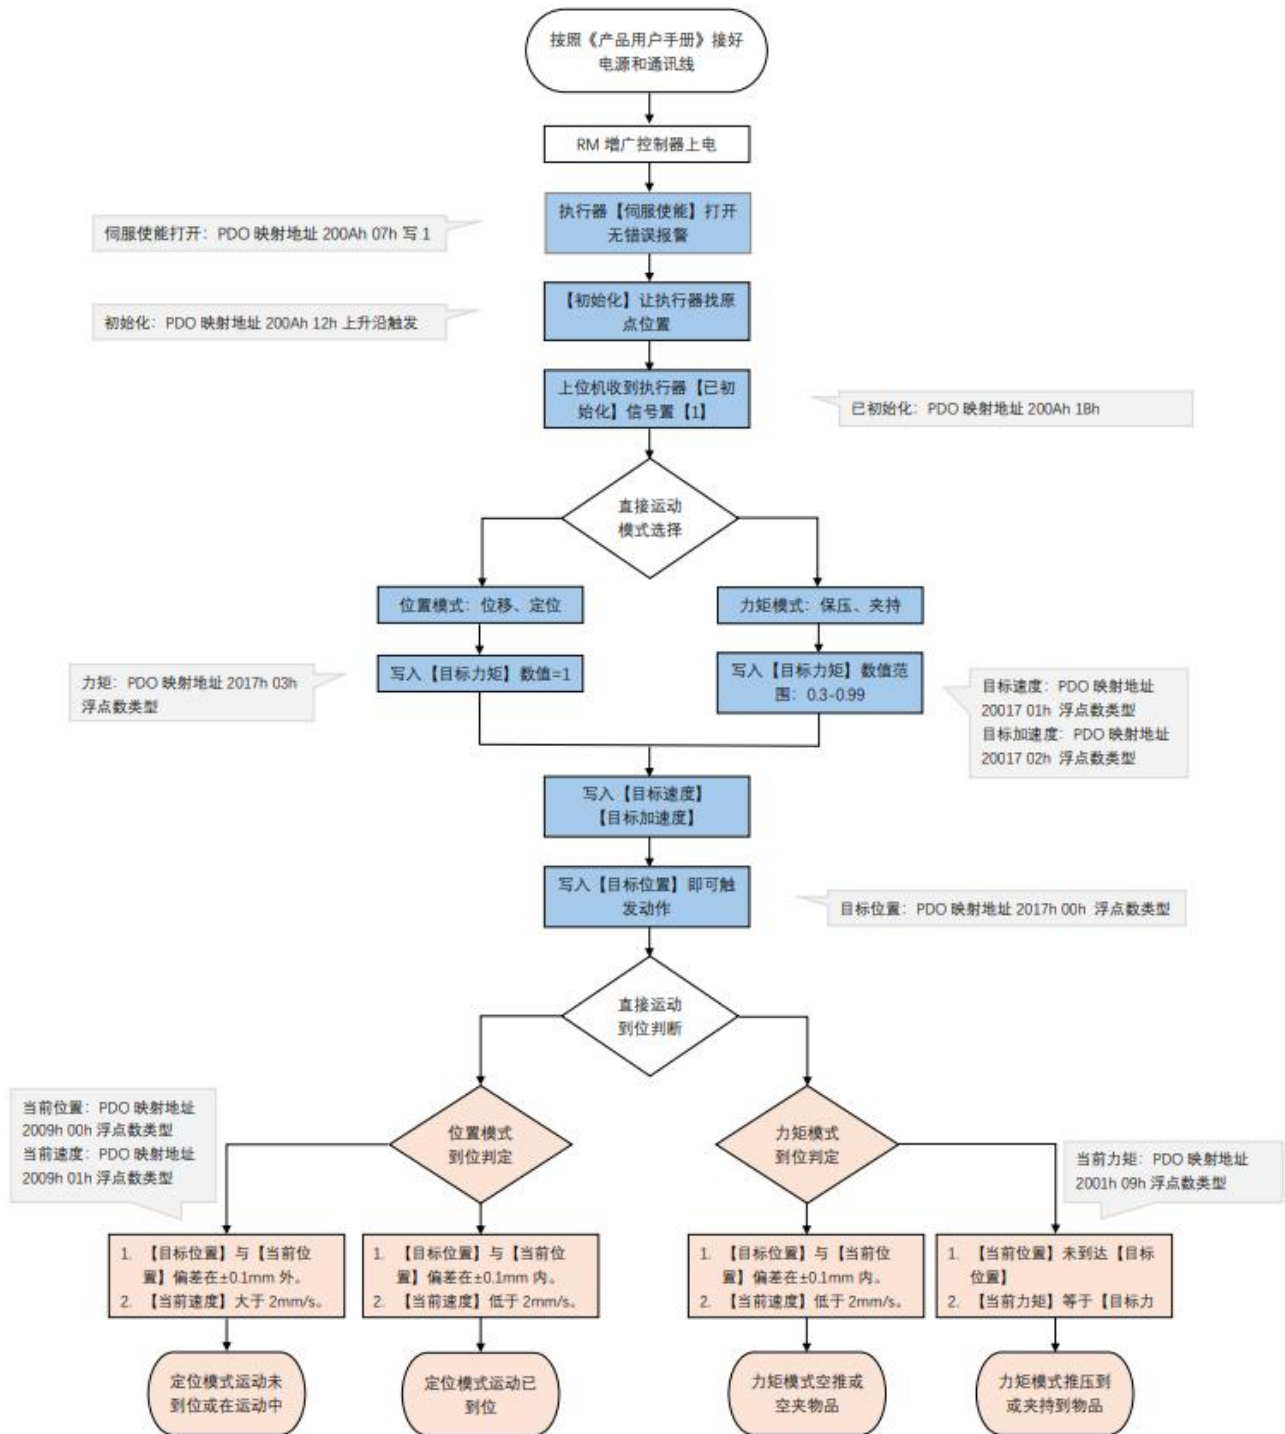 按照《产品用户手册》接好
电源和通讯线
RM 增广控制器上电
执行器【伺服使能】打开
无错误报警
伺服使能打开：PDO 映射地址 200Ah 07h 写 1
【初始化】让执行器找原
点位置
初始化：PDO 映射地址 200Ah 12h 上升沿触发
上位机收到执行器【已初
始化】信号置【1】
已初始化：PDO 映射地址 200Ah 1Bh
直接运动
模式选择
位置模式：位移、定位
力矩模式：保压、夹持
写入【目标力矩】数值=1
写入【目标力矩】数值范
围：0.3-0.99
力矩：PDO 映射地址 2017h 03h
浮点数类型
目标速度：PDO 映射地址
20017 01h 浮点数类型
目标加速度：PDO 映射地址
20017 02h 浮点数类型
写入【目标速度】
【目标加速度】
写入【目标位置】即可触
发动作
目标位置：PDO 映射地址 2017h 00h 浮点数类型
直接运动
到位判断
当前位置：PDO 映射地址
2009h 00h 浮点数类型
当前速度：PDO 映射地址
2009h 01h 浮点数类型
位置模式
到位判定
力矩模式
到位判定
当前力矩：PDO 映射地址
2001h 09h 浮点数类型
1. 【目标位置】与【当前位
置】偏差在±0.1mm 外。
2. 【当前速度】大于 2mm/s。
1. 【目标位置】与【当前位
置】偏差在±0.1mm 内。
2. 【当前速度】低于 2mm/s。
1. 【目标位置】与【当前位
置】偏差在±0.1mm 内。
2. 【当前速度】低于 2mm/s。
1. 【当前位置】未到达【目标
位置】
2. 【当前力矩】等于【目标力
定位模式运动未
到位或在运动中
定位模式运动已
到位
力矩模式空推或
空夹物品
力矩模式推压到
或夹持到物品